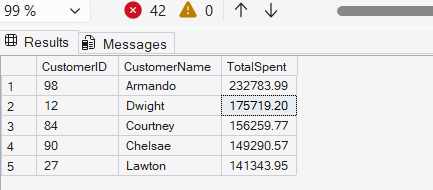 99 % 42 0
Results Messages
CustomerID CustomerName TotalSpent
1 98 Armando 232783.99
2 12 Dwight 175719.20
3 84 Courtney 156259.77
4 90 Chelsae 149290.57
5 27 Lawton 141343.95